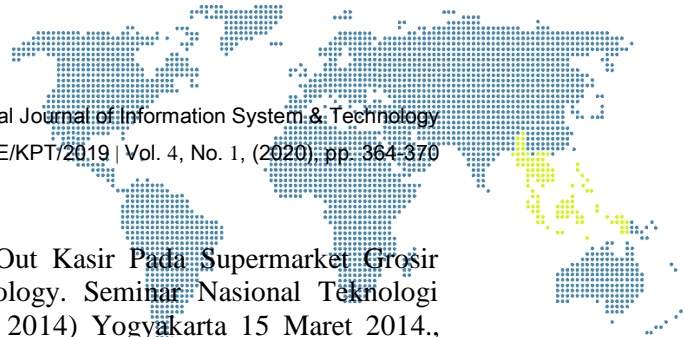 al Journal of Information System & Technology
E/KPT/2019 | Vol. 4, No. 1, (2020), pp. 364-370
Out Kasir Pada Supermarket Grosir
ology. Seminar Nasional Teknologi
2014) Yogyakarta 15 Maret 2014.,